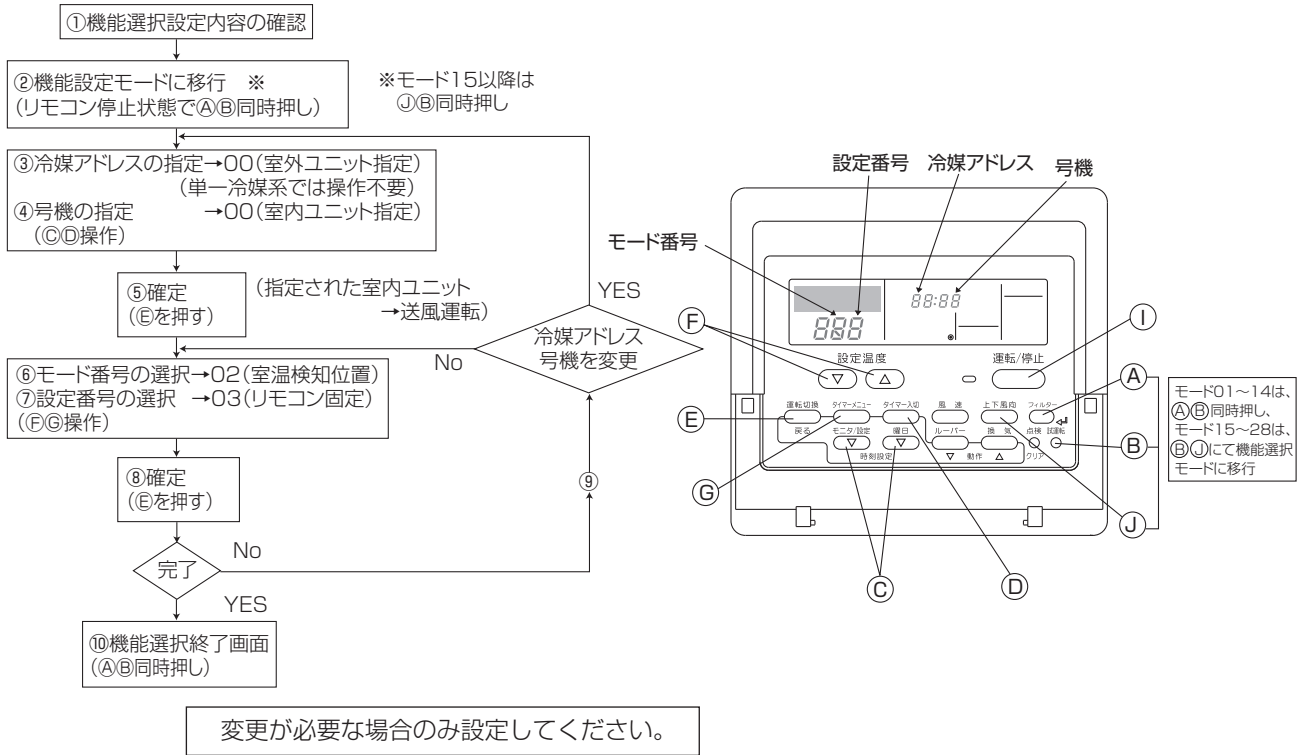 ①機能選択設定内容の確認
②機能設定モードに移行　※
(リモコン停止状態でⒶⒷ同時押し)
※モード15以降は
ⒿⒷ同時押し
③冷媒アドレスの指定→00(室外ユニット指定)
(単一冷媒系では操作不要)
④号機の指定　→00(室内ユニット指定)
(ⒸⒹ操作)
⑤確定
(Ⓔを押す)
(指定された室内ユニット
→送風運転)
YES
冷媒アドレス
号機を変更
No
⑥モード番号の選択→02(室温検知位置)
⑦設定番号の選択　→03(リモコン固定)
(ⒻⒼ操作)
⑧確定
(Ⓔを押す)
⑨
完了
No
YES
⑩機能選択終了画面
(ⒶⒷ同時押し)
変更が必要な場合のみ設定してください。
設定番号　冷媒アドレス　号機
モード番号
88:88
888
Ⓕ
設定温度
▽　△
運転/停止
Ⓘ
Ⓐ
運転切換　タイマーメニュー　タイマー入切　風 速　上下風向　フィルター
Ⓔ
戻る　モニタ/設定　曜日　ルーバー　換 気　点検　試運転
▽　▽
時刻設定　▽　動作　△　クリア
Ⓑ
Ⓖ
Ⓙ
Ⓒ
Ⓓ
モード01～14は、
ⒶⒷ同時押し、
モード15～28は、
ⒷⒿにて機能選択
モードに移行